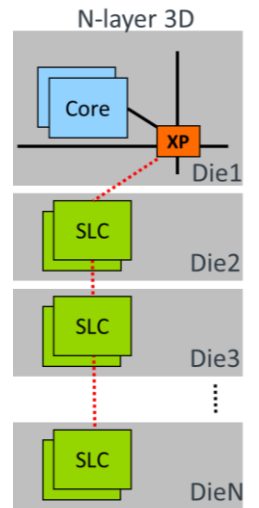 N-layer 3D
Core
XP
Die1
SLC
Die2
SLC
Die3
SLC
DieN